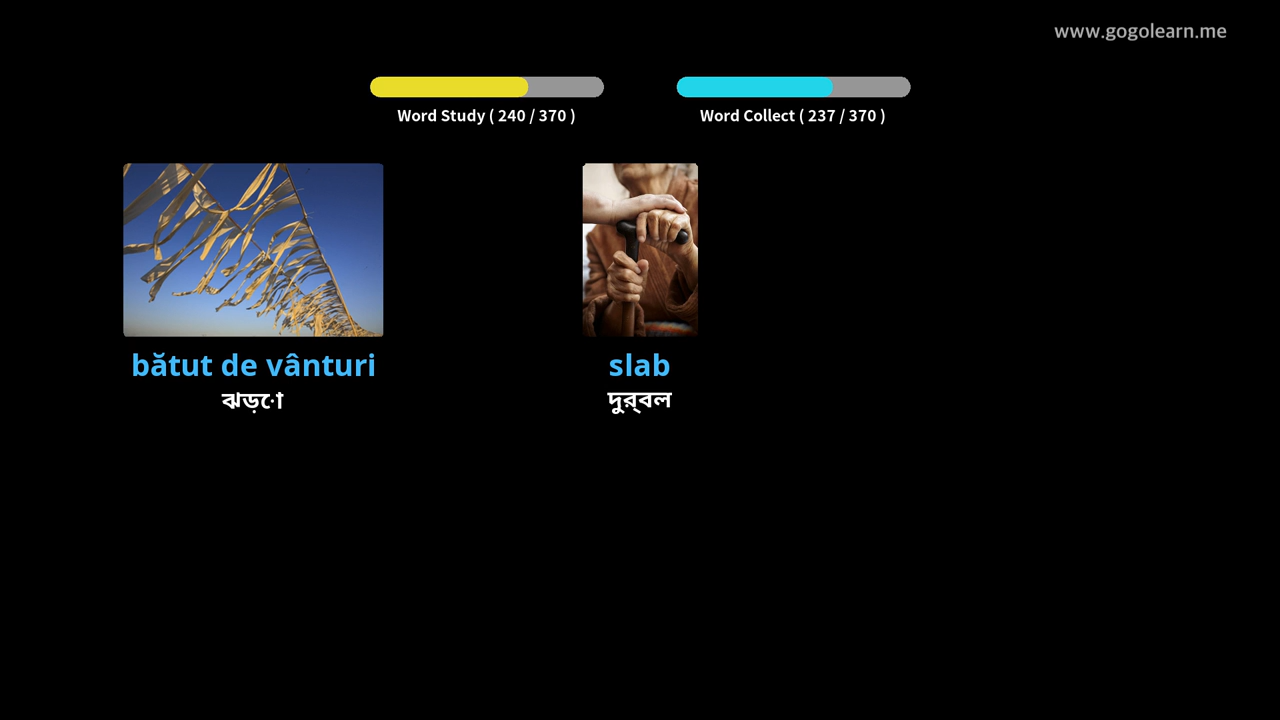 www.gogolearn.me
Word Study ( 240 / 370 )
Word Collect ( 237 / 370 )
bătut de vânturi
ঝড়ো
slab
দুর্বল